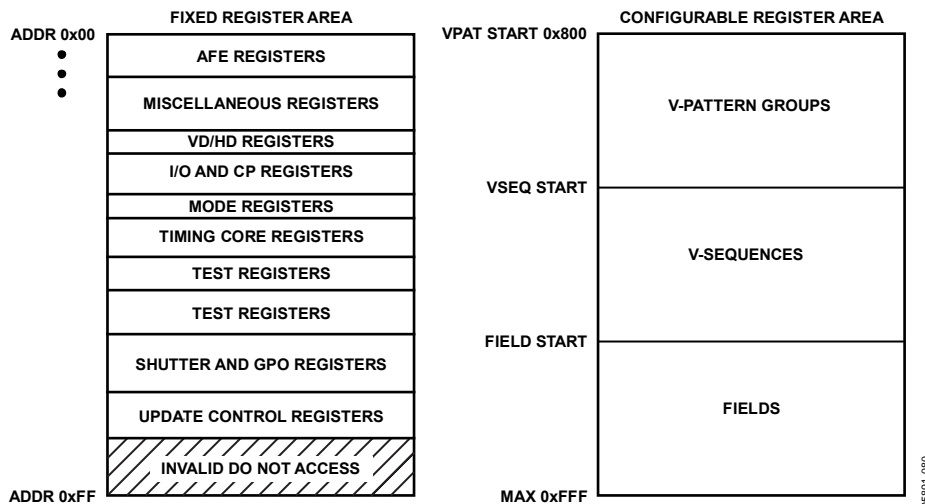 FIXED REGISTER AREA
ADDR 0x00
AFE REGISTERS
MISCELLANEOUS REGISTERS
VD/HD REGISTERS
I/O AND CP REGISTERS
MODE REGISTERS
TIMING CORE REGISTERS
TEST REGISTERS
TEST REGISTERS
SHUTTER AND GPO REGISTERS
UPDATE CONTROL REGISTERS
INVALID DO NOT ACCESS
ADDR 0xFF
CONFIGURABLE REGISTER AREA
VPAT START 0x800
V-PATTERN GROUPS
VSEQ START
V-SEQUENCES
FIELD START
FIELDS
MAX 0xFFF